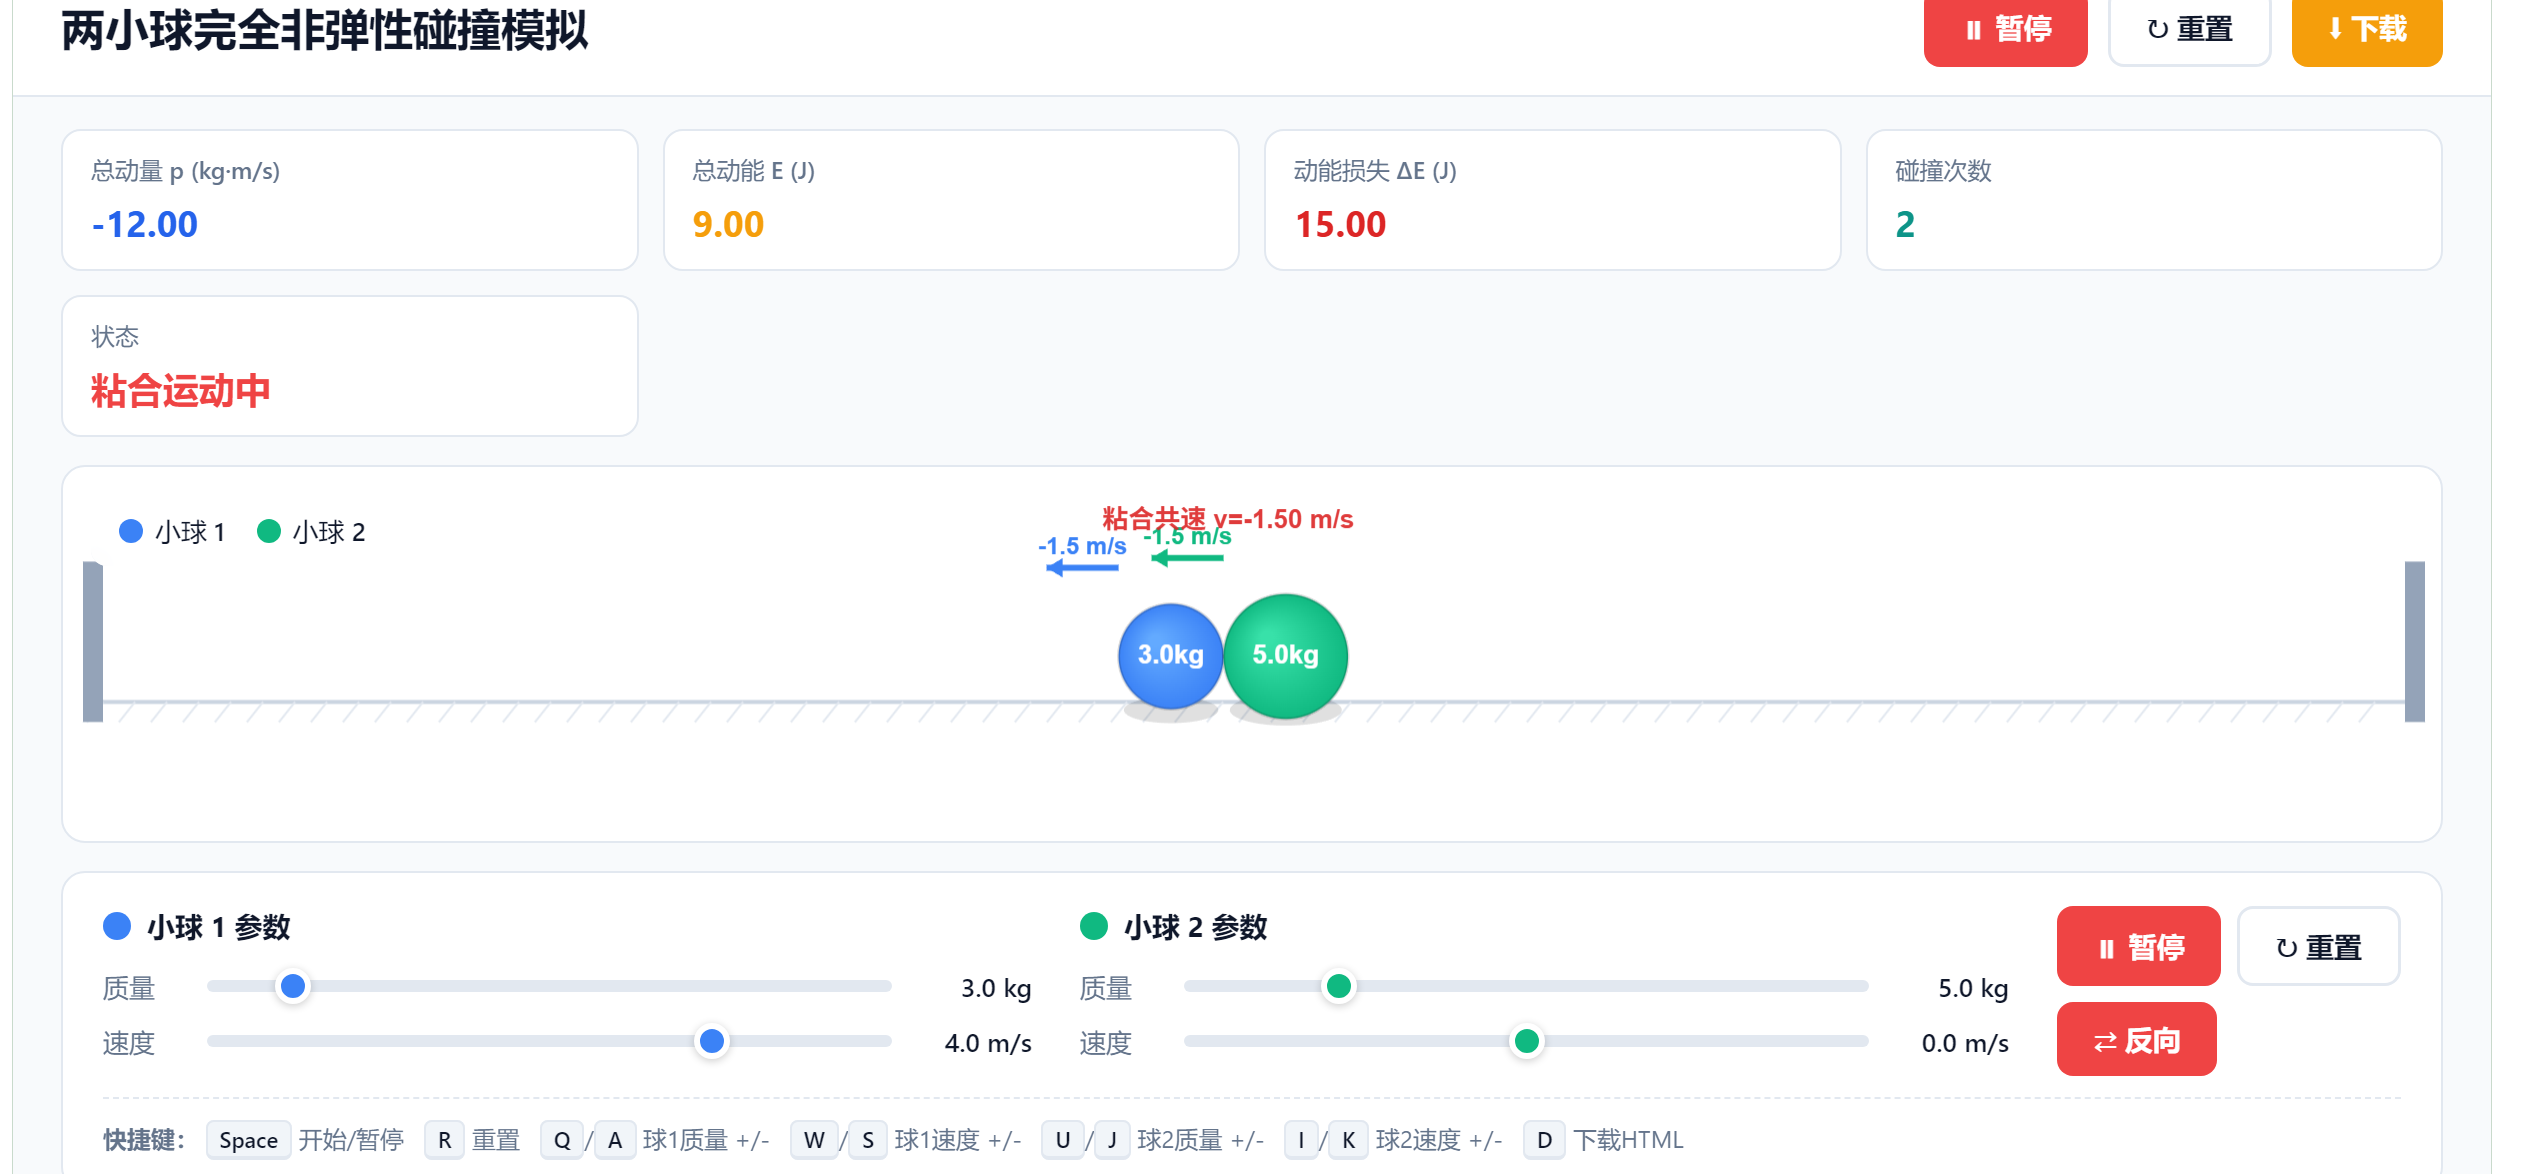 两小球完全非弹性碰撞模拟
⏸ 暂停
↻ 重置
⬇ 下载
总动量 p (kg·m/s)
-12.00
总动能 E (J)
9.00
动能损失 ΔE (J)
15.00
碰撞次数
2
状态
粘合运动中
小球 1
小球 2
粘合共速 v=-1.50 m/s
-1.5 m/s
-1.5 m/s
3.0kg
5.0kg
小球 1 参数
质量
3.0 kg
速度
4.0 m/s
小球 2 参数
质量
5.0 kg
速度
0.0 m/s
⏸ 暂停
↻ 重置
⇄ 反向
快捷键： Space 开始/暂停 R 重置 Q / A 球1质量 +/- W / S 球1速度 +/- U / J 球2质量 +/- I / K 球2速度 +/- D 下载HTML